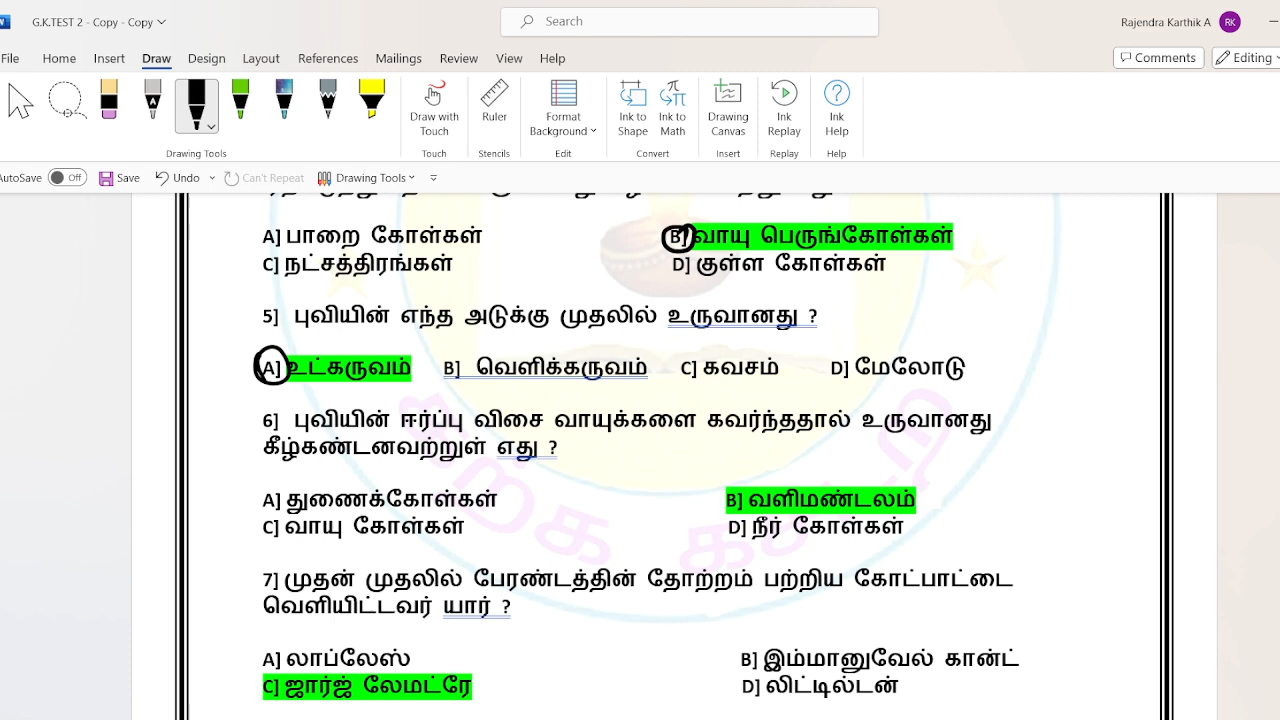 G.K.TEST 2 - Copy - Copy
Search
Rajendra Karthik A RK
File Home Insert Draw Design Layout References Mailings Review View Help
Comments Editing
Draw with Touch
Ruler
Format Background
Ink to Shape
Ink to Math
Drawing Canvas
Ink Replay
Ink Help
Drawing Tools Touch Stencils Edit Convert Insert Replay Help
AutoSave Off Save Undo Can't Repeat Drawing Tools
A] பாறை கோள்கள் B] வாயு பெருங்கோள்கள்
C] நட்சத்திரங்கள் D] குள்ள கோள்கள்
5] புவியின் எந்த அடுக்கு முதலில் உருவானது ?
A] உட்கருவம் B] வெளிக்கருவம் C] கவசம் D] மேலோடு
6] புவியின் ஈர்ப்பு விசை வாயுக்களை கவர்ந்ததால் உருவானது
கீழ்கண்டனவற்றுள் எது ?
A] துணைக்கோள்கள் B] வளிமண்டலம்
C] வாயு கோள்கள் D] நீர் கோள்கள்
7] முதன் முதலில் பேரண்டத்தின் தோற்றம் பற்றிய கோட்பாட்டை
வெளியிட்டவர் யார் ?
A] லாப்லேஸ் B] இம்மானுவேல் கான்ட்
C] ஜார்ஜ் லேமட்ரே D] லிட்டில்டன்